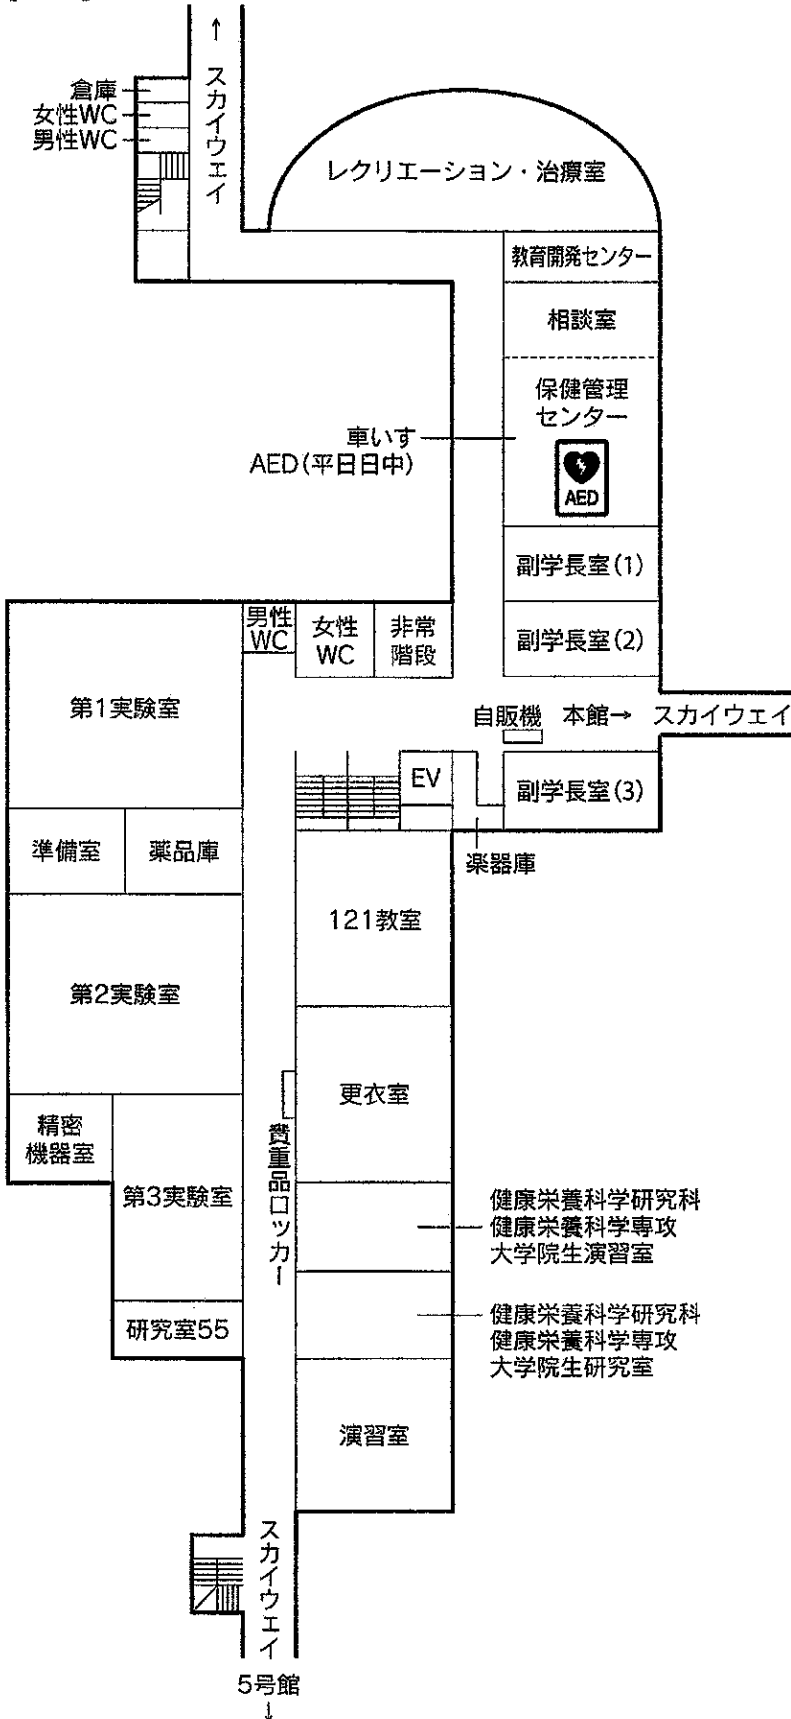 ↑
スカイウェイ
倉庫
女性WC
男性WC
レクリエーション・治療室
教育開発センター
相談室
保健管理
センター
車いす
AED(平日日中)
AED
副学長室(1)
副学長室(2)
男性
WC
女性
WC
非常
階段
第1実験室
自販機
本館→
スカイウェイ
EV
副学長室(3)
準備室
薬品庫
楽器庫
121教室
第2実験室
更衣室
精密
機器室
貴重品ロッカー
第3実験室
健康栄養科学研究科
健康栄養科学専攻
大学院生演習室
研究室55
健康栄養科学研究科
健康栄養科学専攻
大学院生研究室
演習室
スカイウェイ
5号館
↓